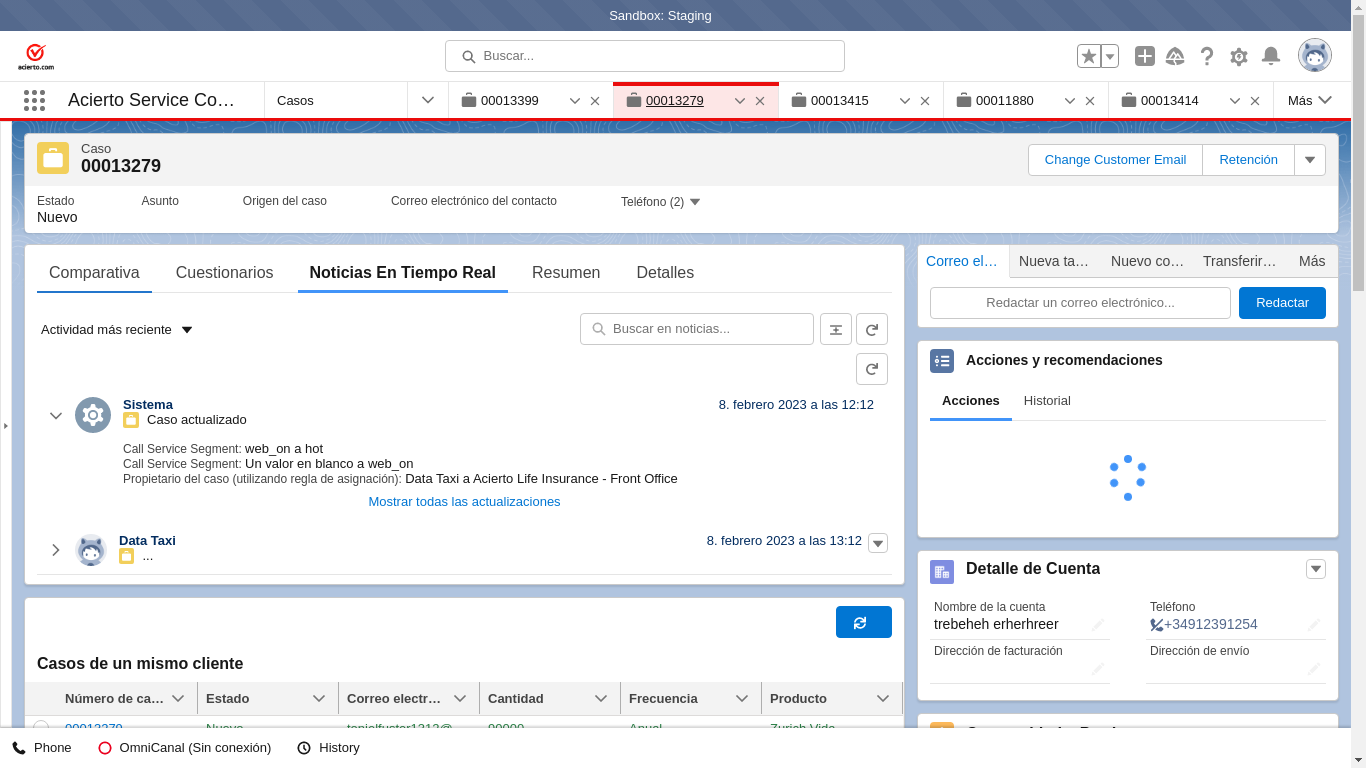 Sandbox: Staging
acierto.com
Buscar...
Acierto Service Co…
Casos
00013399
00013279
00013415
00011880
00013414
Más
Caso
00013279
Change Customer Email
Retención
Estado
Asunto
Origen del caso
Correo electrónico del contacto
Teléfono (2)
Nuevo
Comparativa
Cuestionarios
Noticias En Tiempo Real
Resumen
Detalles
Actividad más reciente
Buscar en noticias...
Sistema
8. febrero 2023 a las 12:12
Caso actualizado
Call Service Segment: web_on a hot
Call Service Segment: Un valor en blanco a web_on
Propietario del caso (utilizando regla de asignación): Data Taxi a Acierto Life Insurance - Front Office
Mostrar todas las actualizaciones
Data Taxi
8. febrero 2023 a las 13:12
...
Casos de un mismo cliente
Número de ca…
Estado
Correo electr…
Cantidad
Frecuencia
Producto
00013279
Nuevo
Anual
Zurich Vida
Correo el…
Nueva ta…
Nuevo co…
Transferir…
Más
Redactar un correo electrónico...
Redactar
Acciones y recomendaciones
Acciones
Historial
Detalle de Cuenta
Nombre de la cuenta
trebeheh erherhreer
Teléfono
+34912391254
Dirección de facturación
Dirección de envío
Phone
OmniCanal (Sin conexión)
History